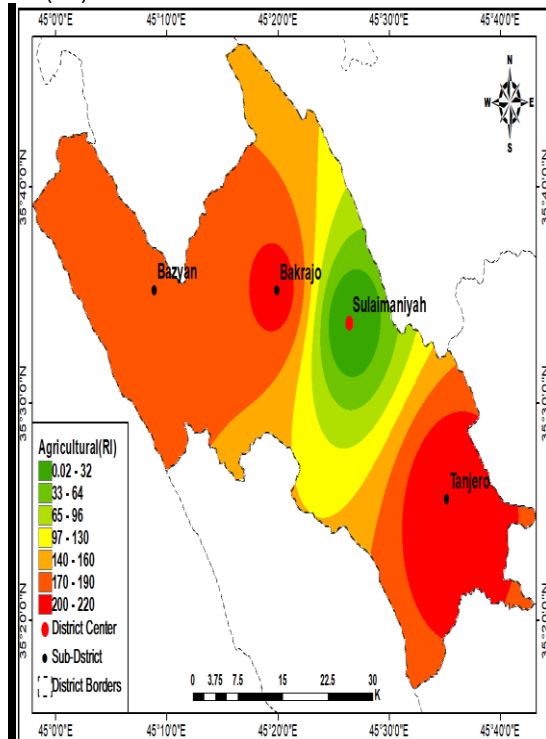 45°0'0"E 45°10'0"E 45°20'0"E 45°30'0"E 45°40'0"E
N
W E
S
35°40'0"N 35°40'0"N
Bazyan Bakrajo
Sulaimaniyah
35°30'0"N 35°30'0"N
Agricultural(RI)
0.02 - 32
33 - 64
65 - 96
97 - 130
140 - 160
170 - 190
200 - 220
District Center
Sub-Dstrict
District Borders
Tanjero
35°20'0"N 35°20'0"N
0 3.75 7.5 15 22.5 30
K
45°0'0"E 45°10'0"E 45°20'0"E 45°30'0"E 45°40'0"E